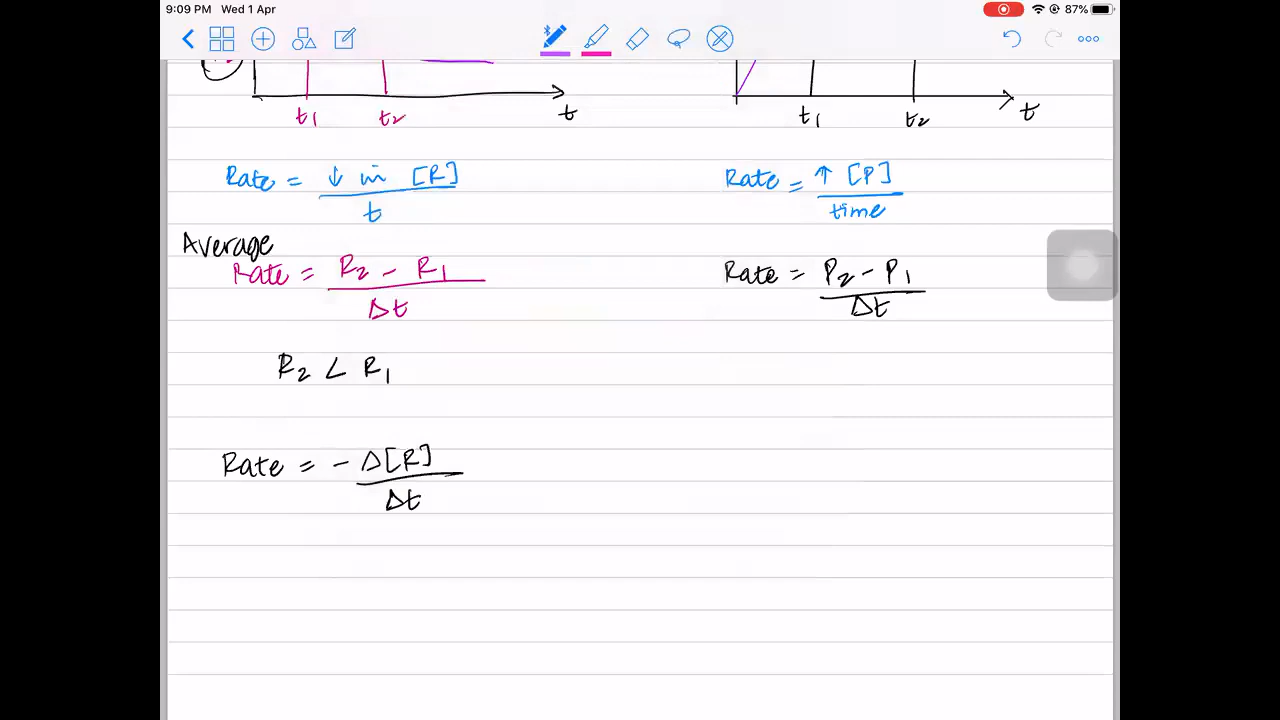 9:09 PM Wed 1 Apr 87%
t1 t2 t
t1 t2 t
Rate = ↓ in [R] / t
Rate = ↑ [P] / time
Average
Rate = R2 - R1 / Δt
Rate = P2 - P1 / Δt
R2 < R1
Rate = - Δ[R] / Δt